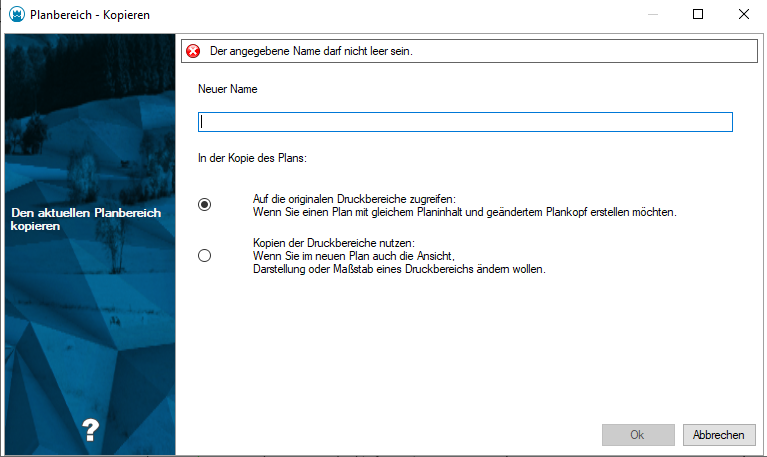 Planbereich - Kopieren
Der angegebene Name darf nicht leer sein.
Neuer Name
In der Kopie des Plans:
Den aktuellen Planbereich
kopieren
Auf die originalen Druckbereiche zugreifen:
Wenn Sie einen Plan mit gleichem Planinhalt und geändertem Plankopf erstellen möchten.
Kopien der Druckbereiche nutzen:
Wenn Sie im neuen Plan auch die Ansicht,
Darstellung oder Maßstab eines Druckbereichs ändern wollen.
?
Ok
Abbrechen